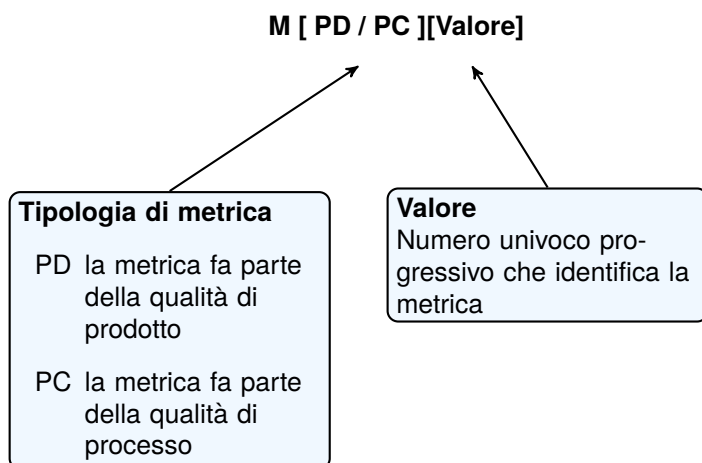 M [ PD / PC ][Valore]
Tipologia di metrica
PD la metrica fa parte
della qualità di
prodotto
PC la metrica fa parte
della qualità di
processo
Valore
Numero univoco pro-
gressivo che identifica la
metrica